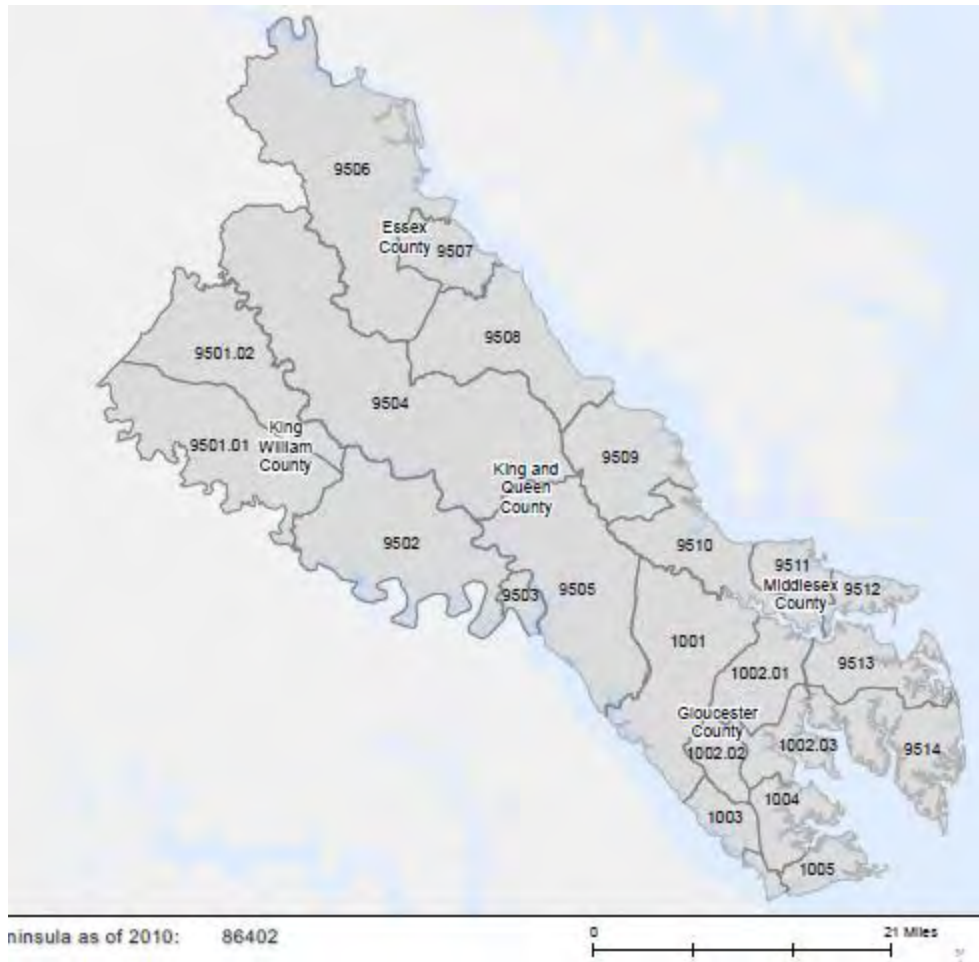 9506
Essex
County
9507
9508
9501.02
9504
King
William
County
9501.01
9509
King and
Queen
County
9502
9510
9511
Middlesex
County
9512
9503
9505
1001
9513
1002.01
Gloucester
County
1002.02
1002.03
9514
1004
1003
1005
ninsula as of 2010: 86402
0 21 Miles